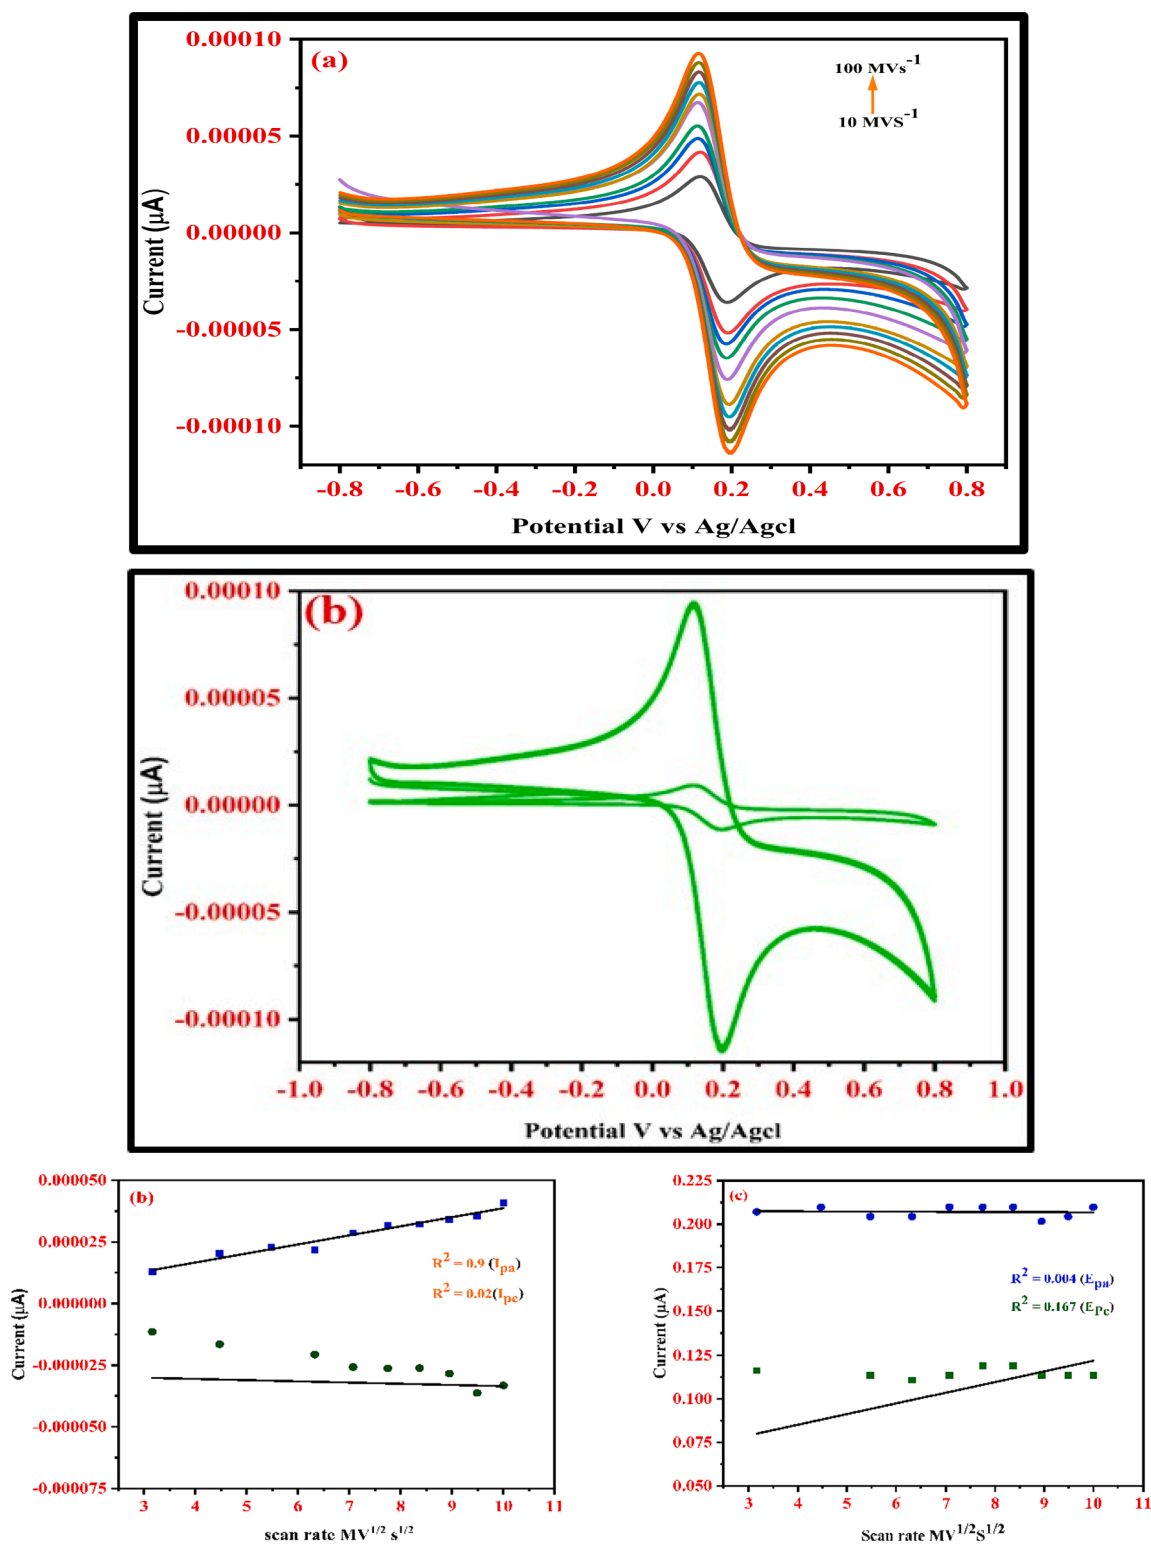 (a)
100 MVs⁻¹
10 MVS⁻¹
0.00010
0.00005
0.00000
-0.00005
-0.00010
Current (µA)
-0.8 -0.6 -0.4 -0.2 0.0 0.2 0.4 0.6 0.8
Potential V vs Ag/Agcl
(b)
0.00010
0.00005
0.00000
-0.00005
-0.00010
Current (µA)
-1.0 -0.8 -0.6 -0.4 -0.2 0.0 0.2 0.4 0.6 0.8 1.0
Potential V vs Ag/Agcl
(b)
0.000050
0.000025
0.000000
-0.000025
-0.000050
-0.000075
Current (µA)
R² = 0.9 (Ipa)
R² = 0.02(Ipc)
3 4 5 6 7 8 9 10 11
scan rate MV^1/2 s^1/2
(c)
0.225
0.200
0.175
0.150
0.125
0.100
0.075
0.050
Current (µA)
R² = 0.004 (Epa)
R² = 0.167 (EPc)
3 4 5 6 7 8 9 10 11
Scan rate MV^1/2S^1/2